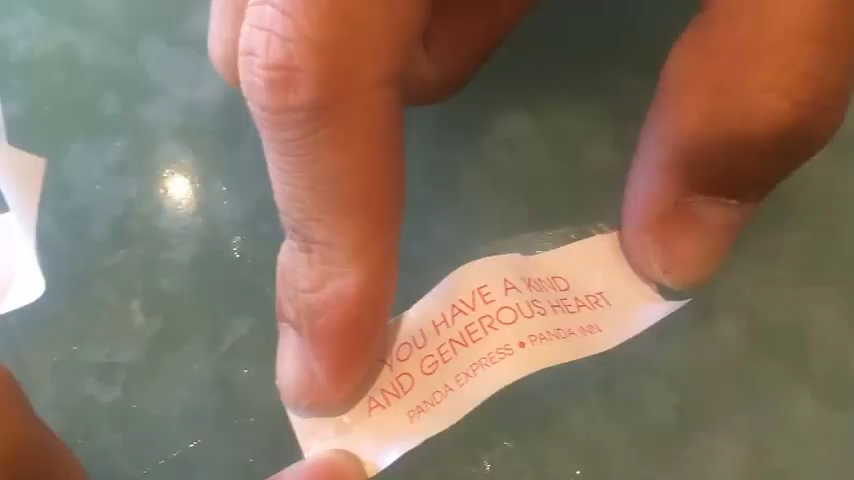 YOU HAVE A KIND
AND GENEROUS HEART
PANDA EXPRESS • PANDA INN